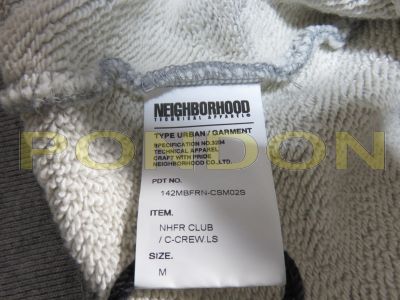 NEIGHBORHOOD
TECHNICAL APPAREL®
TYPE URBAN / GARMENT
SPECIFICATION NO.3294
TECHNICAL APPAREL
CRAFT WITH PRIDE
NEIGHBORHOOD CO.,LTD.
POPDON
PDT NO.
142MBFRN-CSM02S
ITEM.
NHFR CLUB
/ C-CREW.LS
SIZE.
M